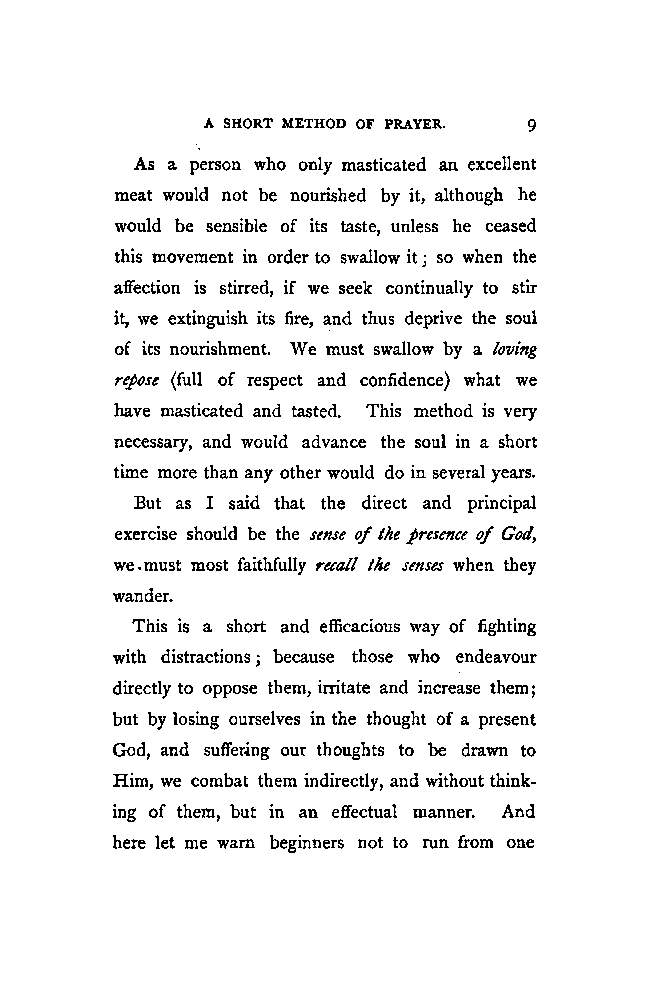 A SHORT METHOD OF PRAYER. 9
As a person who only masticated an excellent
meat would not be nourished by it, although he
would be sensible of its taste, unless he ceased
this movement in order to swallow it; so when the
affection is stirred, if we seek continually to stir
it, we extinguish its fire, and thus deprive the soul
of its nourishment. We must swallow by a loving
repose (full of respect and confidence) what we
have masticated and tasted. This method is very
necessary, and would advance the soul in a short
time more than any other would do in several years.
But as I said that the direct and principal
exercise should be the sense of the presence of God,
we must most faithfully recall the senses when they
wander.
This is a short and efficacious way of fighting
with distractions; because those who endeavour
directly to oppose them, irritate and increase them;
but by losing ourselves in the thought of a present
God, and suffering our thoughts to be drawn to
Him, we combat them indirectly, and without think-
ing of them, but in an effectual manner. And
here let me warn beginners not to run from one